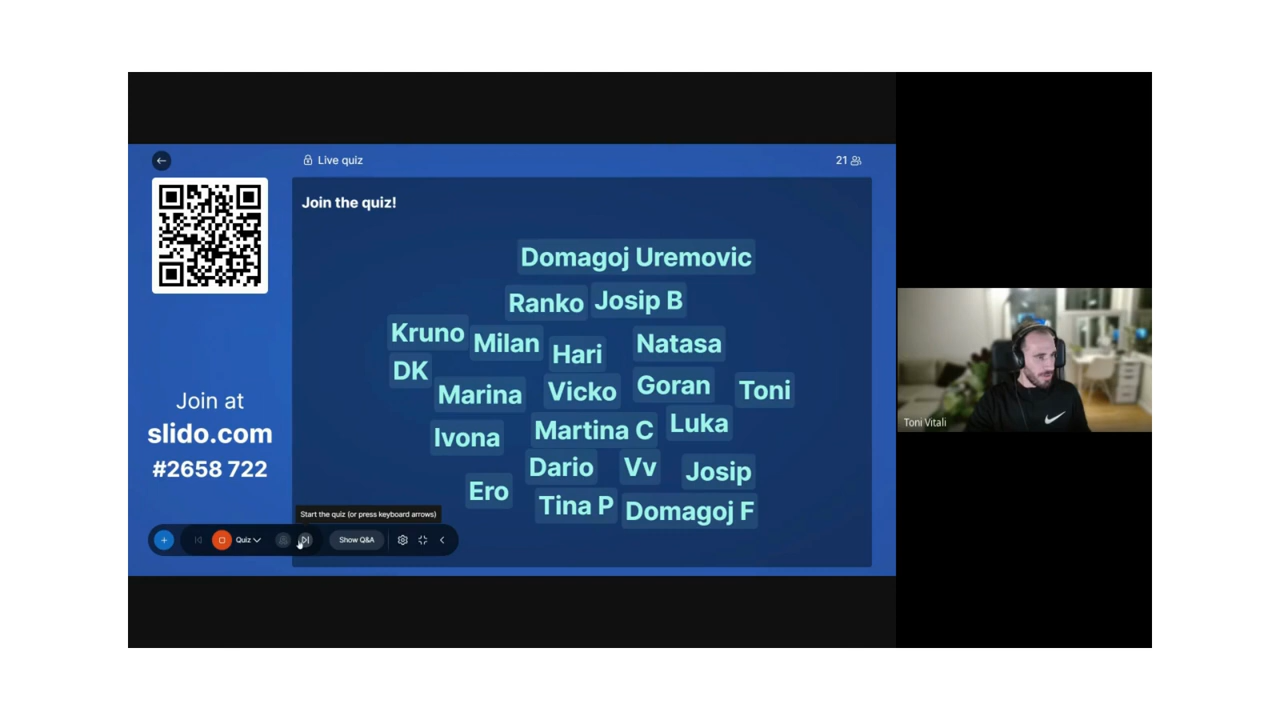 Live quiz
21
Join the quiz!
Domagoj Uremovic
Ranko
Josip B
Kruno
Milan
Hari
Natasa
DK
Marina
Vicko
Goran
Toni
Ivona
Martina C
Luka
Dario
Vv
Josip
Ero
Tina P
Domagoj F
Join at
slido.com
#2658 722
Start the quiz (or press keyboard arrows)
Quiz
Show Q&A
Toni Vitali